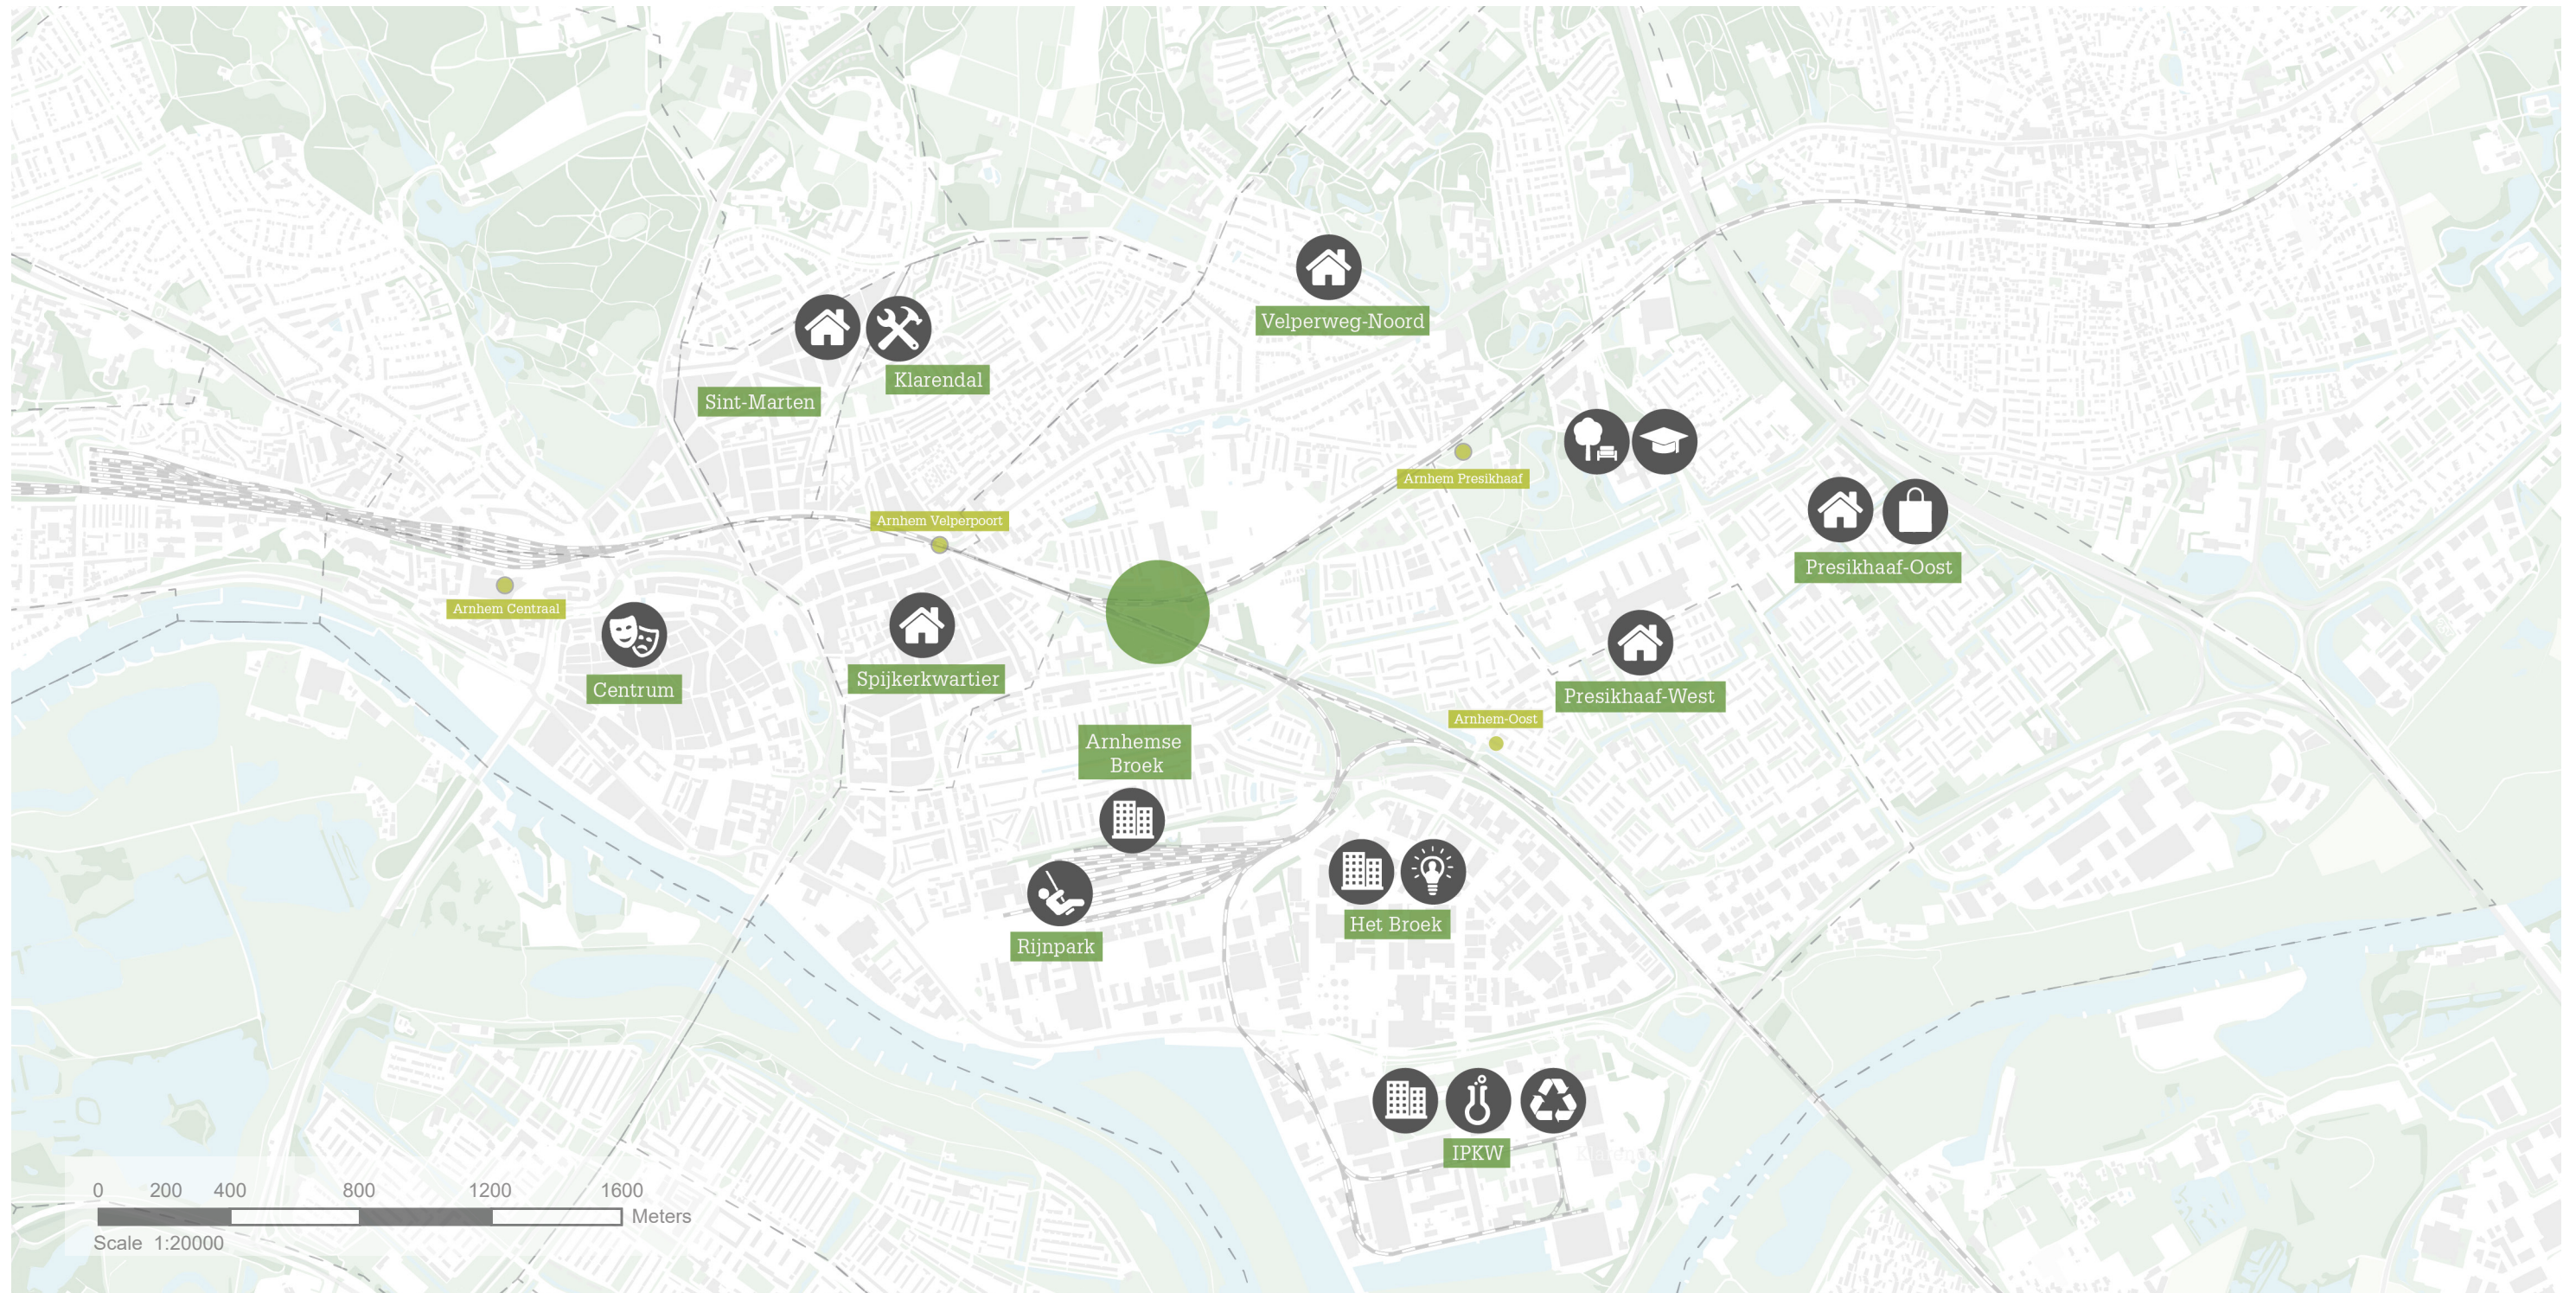 Velperweg-Noord
Klarendal
Sint-Marten
Arnhem Presikhaaf
Arnhem Velperpoort
Presikhaaf-Oost
Arnhem Centraal
Spijkerkwartier
Centrum
Presikhaaf-West
Arnhem-Oost
Arnhemse
Broek
Het Broek
Rijnpark
IPKW
0 200 400 800 1200 1600
Meters
Scale 1:20000